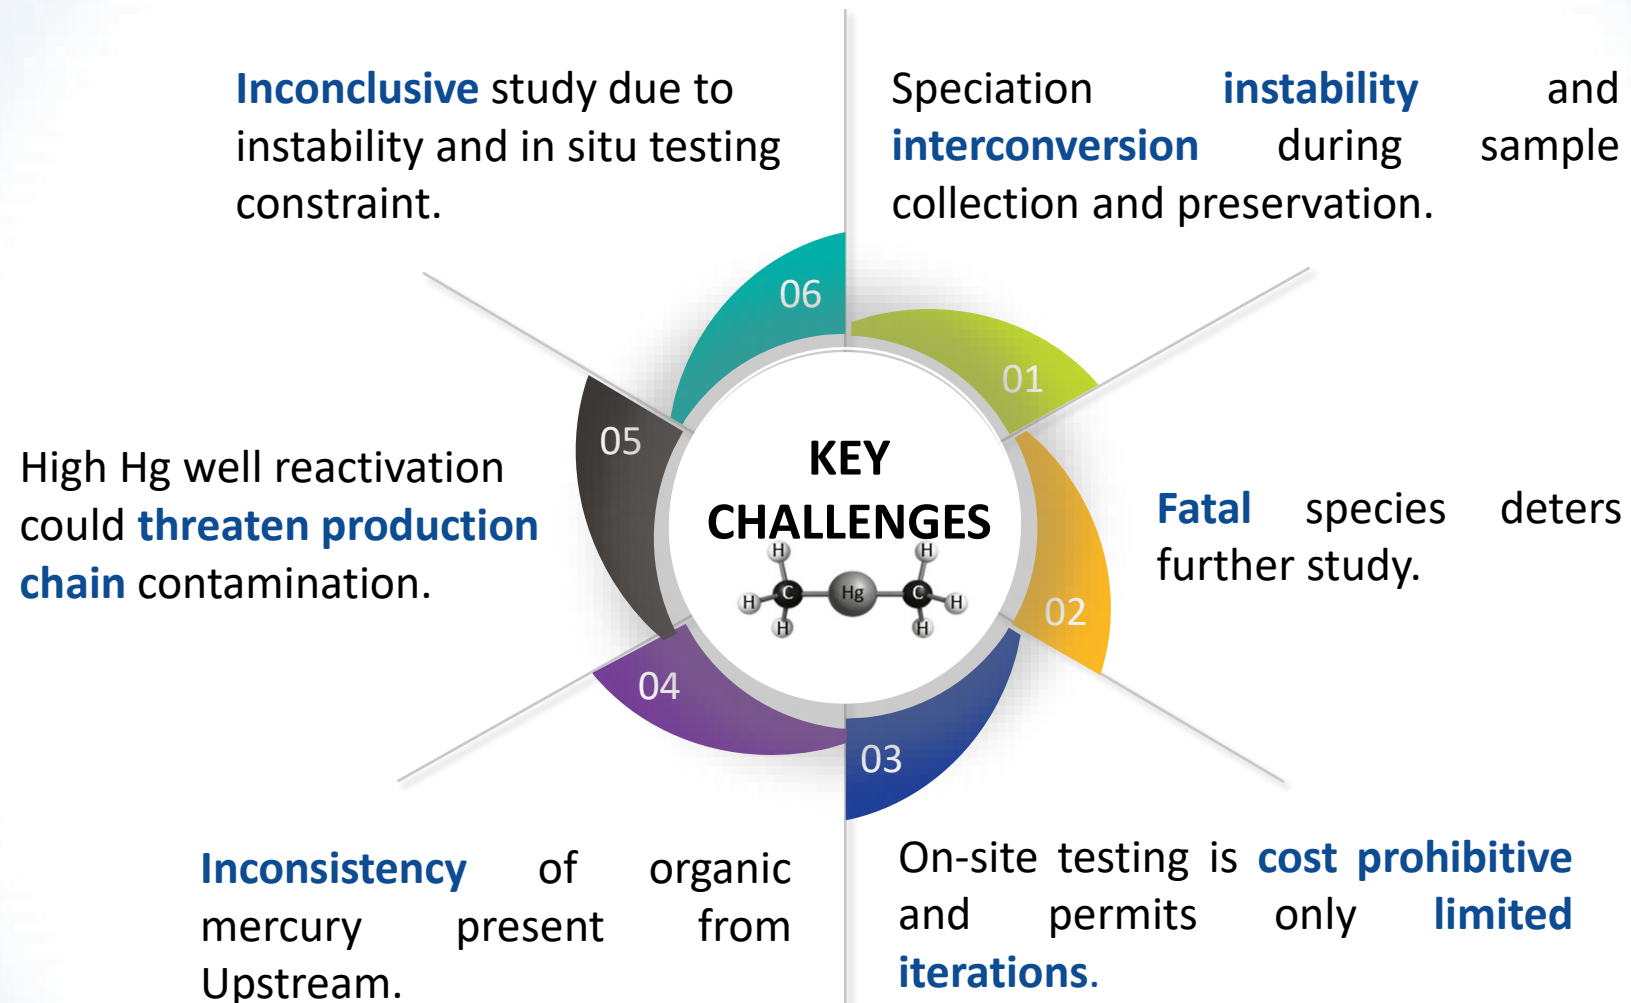 Inconclusive study due to
instability and in situ testing
constraint.
Speciation instability and
interconversion during sample
collection and preservation.
06
01
High Hg well reactivation
could threaten production
chain contamination.
05
KEY
CHALLENGES
H H
H C Hg C H
H H
Fatal species deters
further study.
02
04
03
Inconsistency of organic
mercury present from
Upstream.
On-site testing is cost prohibitive
and permits only limited
iterations.